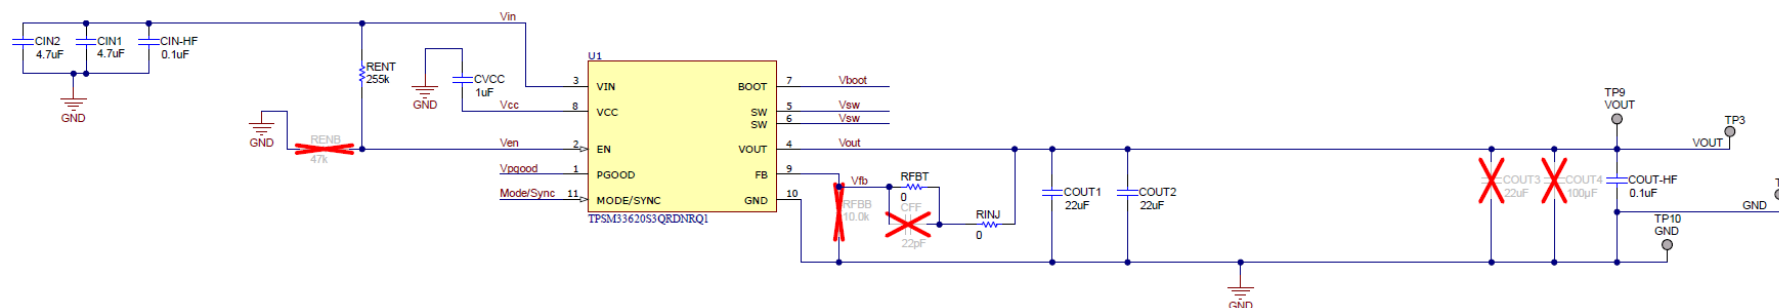 Vin
CIN2
4.7uF
CIN1
4.7uF
CIN-HF
0.1uF
GND
RENT
255k
GND
RENB
47k
GND
CVCC
1uF
Vcc
Ven
Vpgood
Mode/Sync
U1
3 VIN BOOT 7 Vboot
8 VCC SW 5 Vsw
SW 6 Vsw
2 EN VOUT 4 Vout
1 PGOOD FB 9
11 MODE/SYNC GND 10
TPSM33620S3QRDNRQ1
Vfb
RFBB
10.0k
RFBT
0
CFF
22pF
RINJ
0
COUT1
22uF
COUT2
22uF
GND
COUT3
22uF
COUT4
100µF
COUT-HF
0.1uF
TP9
VOUT
TP3
VOUT
GND
TP10
GND